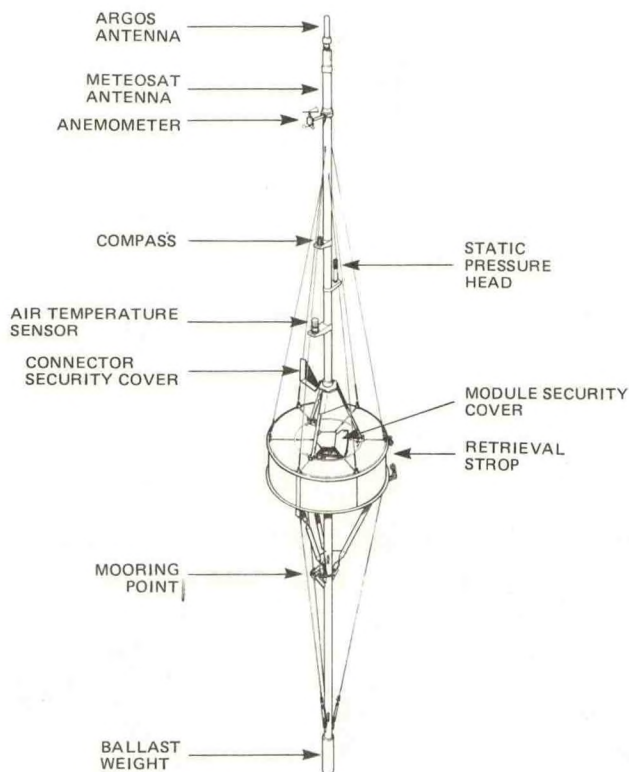 ARGOS
ANTENNA
METEOSAT
ANTENNA
ANEMOMETER
COMPASS
STATIC
PRESSURE
HEAD
AIR TEMPERATURE
SENSOR
CONNECTOR
SECURITY COVER
MODULE SECURITY
COVER
RETRIEVAL
STROP
MOORING
POINT
BALLAST
WEIGHT